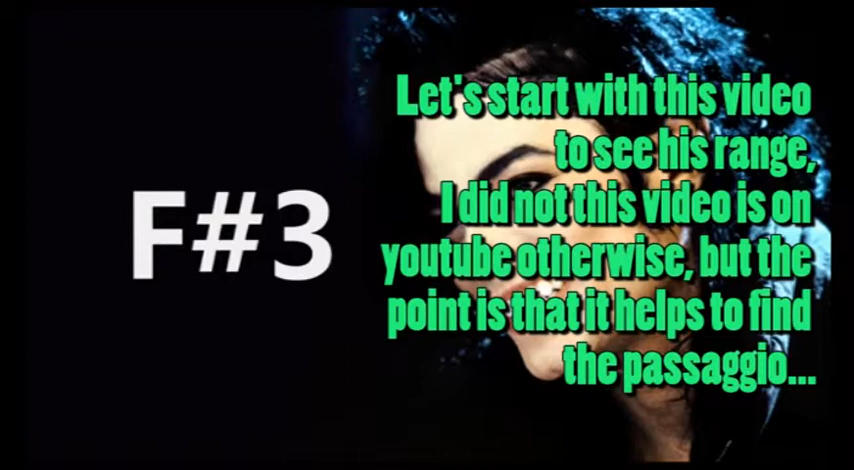 F#3
Let's start with this video
to see his range,
I did not this video is on
youtube otherwise, but the
point is that it helps to find
the passaggio...